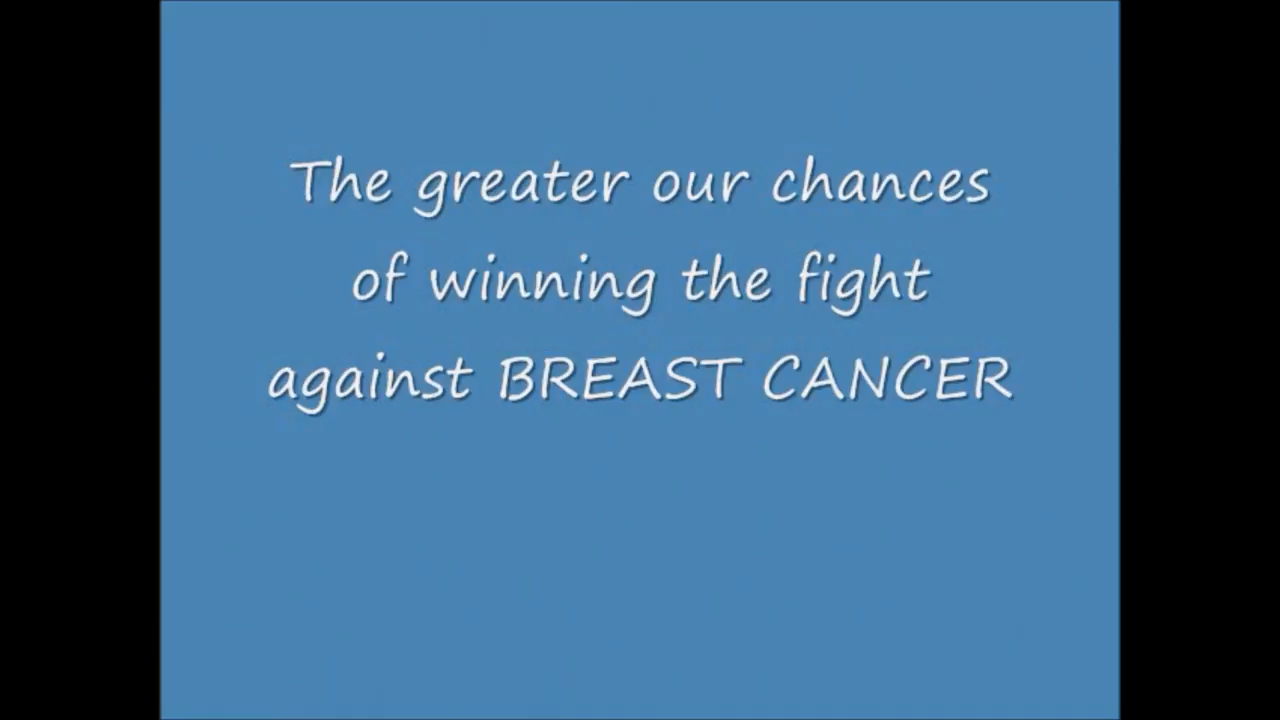 The greater our chances
of winning the fight
against BREAST CANCER